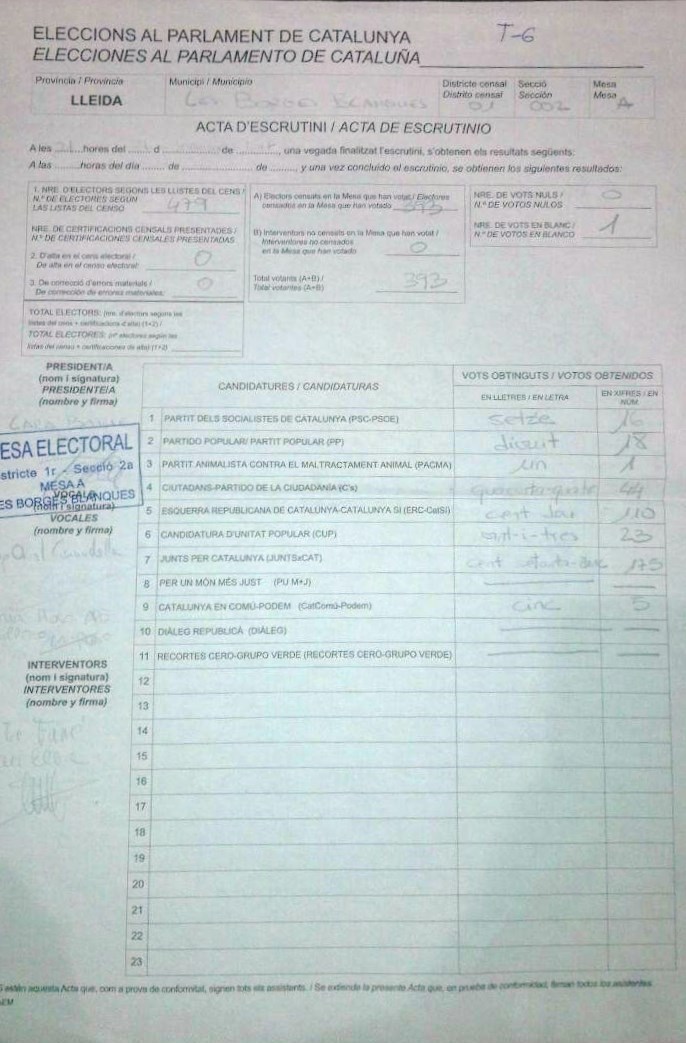 ELECCIONS AL PARLAMENT DE CATALUNYA T-6
ELECCIONES AL PARLAMENTO DE CATALUÑA
Província / Provincia Municipi / Municipio Districte censal Secció Mesa
Distrito censal Sección Mesa
LLEIDA Les Borges Blanques 01 002 A
ACTA D'ESCRUTINI / ACTA DE ESCRUTINIO
A les hores del d de , una vegada finalitzat l'escrutini, s'obtenen els resultats següents:
A las horas del día de de , y una vez concluido el escrutinio, se obtienen los siguientes resultados:
1. NRE. D'ELECTORS SEGONS LES LLISTES DEL CENS /
N.º DE ELECTORES SEGÚN
LAS LISTAS DEL CENSO 479
NRE. DE CERTIFICACIONS CENSALS PRESENTADES /
N.º DE CERTIFICACIONES CENSALES PRESENTADAS
2. D'alta en el cens electoral /
De alta en el censo electoral: 0
3. De correcció d'errors materials /
De corrección de errores materiales: 0
TOTAL ELECTORS: (nre. d'electors segons les
llistes del cens + certificacions d'alta) (1+2) /
TOTAL ELECTORES: (nº electores según las
listas del censo + certificaciones de alta) (1+2)
A) Electors censats en la Mesa que han votat / Electores
censados en la Mesa que han votado 393
B) Interventors no censats en la Mesa que han votat /
Interventores no censados
en la Mesa que han votado 0
Total votants (A+B) /
Total votantes (A+B) 393
NRE. DE VOTS NULS /
N.º DE VOTOS NULOS 0
NRE. DE VOTS EN BLANC /
N.º DE VOTOS EN BLANCO 1
PRESIDENT/A
(nom i signatura)
PRESIDENTE/A
(nombre y firma)
ESA ELECTORAL
stricte 1r - Secció 2a
MESA A
ES BORGES BLANQUES
VOCALS
(nom i signatura)
VOCALES
(nombre y firma)
INTERVENTORS
(nom i signatura)
INTERVENTORES
(nombre y firma)
CANDIDATURES / CANDIDATURAS VOTS OBTINGUTS / VOTOS OBTENIDOS
EN LLETRES / EN LETRA EN XIFRES / EN NÚM.
1 PARTIT DELS SOCIALISTES DE CATALUNYA (PSC-PSOE) setze 16
2 PARTIDO POPULAR/ PARTIT POPULAR (PP) divuit 18
3 PARTIT ANIMALISTA CONTRA EL MALTRACTAMENT ANIMAL (PACMA) un 1
4 CIUTADANS-PARTIDO DE LA CIUDADANÍA (C's) quaranta-quatre 44
5 ESQUERRA REPUBLICANA DE CATALUNYA-CATALUNYA SÍ (ERC-CatSí) cent 110
6 CANDIDATURA D'UNITAT POPULAR (CUP) vint-i-tres 23
7 JUNTS PER CATALUNYA (JUNTSxCAT) cent setanta-cinc 175
8 PER UN MÓN MÉS JUST (PU M+J)
9 CATALUNYA EN COMÚ-PODEM (CatComú-Podem) cinc 5
10 DIÀLEG REPUBLICÀ (DIÀLEG)
11 RECORTES CERO-GRUPO VERDE (RECORTES CERO-GRUPO VERDE)
12
13
14
15
16
17
18
19
20
21
22
23
S'estén aquesta Acta que, com a prova de conformitat, signen tots els assistents. / Se extiende la presente Acta que, en prueba de conformidad, firman todos los asistentes